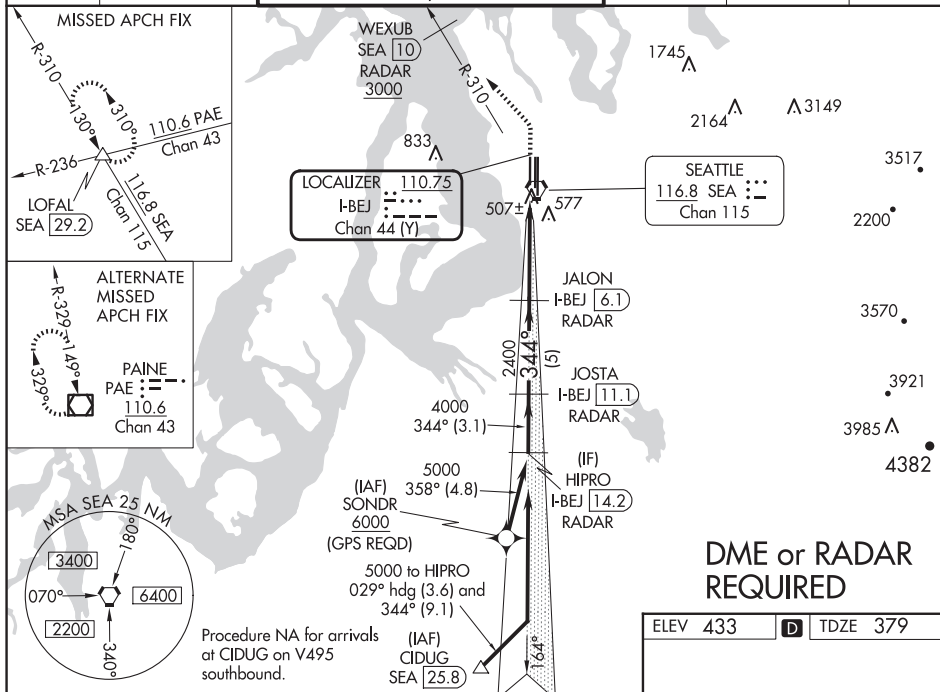 MISSED APCH FIX
R-310
130°
310°
110.6 PAE
Chan 43
R-236
LOFAL
SEA 29.2
116.8 SEA
Chan 115
ALTERNATE
MISSED
APCH FIX
R-329
149°
329°
PAINE
PAE
110.6
Chan 43
MSA SEA 25 NM
180°
3400
070°
6400
2200
340°
WEXUB
SEA 10
RADAR
3000
R-310
833
LOCALIZER 110.75
I-BEJ
Chan 44 (Y)
507±
577
SEATTLE
116.8 SEA
Chan 115
1745
2164
3149
3517
2200
3570
3921
3985
4382
JALON
I-BEJ 6.1
RADAR
2400
344°
(5)
JOSTA
I-BEJ 11.1
RADAR
4000
344° (3.1)
(IF)
HIPRO
I-BEJ 14.2
RADAR
5000
358° (4.8)
(IAF)
SONDR
6000
(GPS REQD)
5000 to HIPRO
029° hdg (3.6) and
344° (9.1)
(IAF)
CIDUG
SEA 25.8
164°
Procedure NA for arrivals
at CIDUG on V495
southbound.
DME or RADAR
REQUIRED
ELEV 433 D TDZE 379